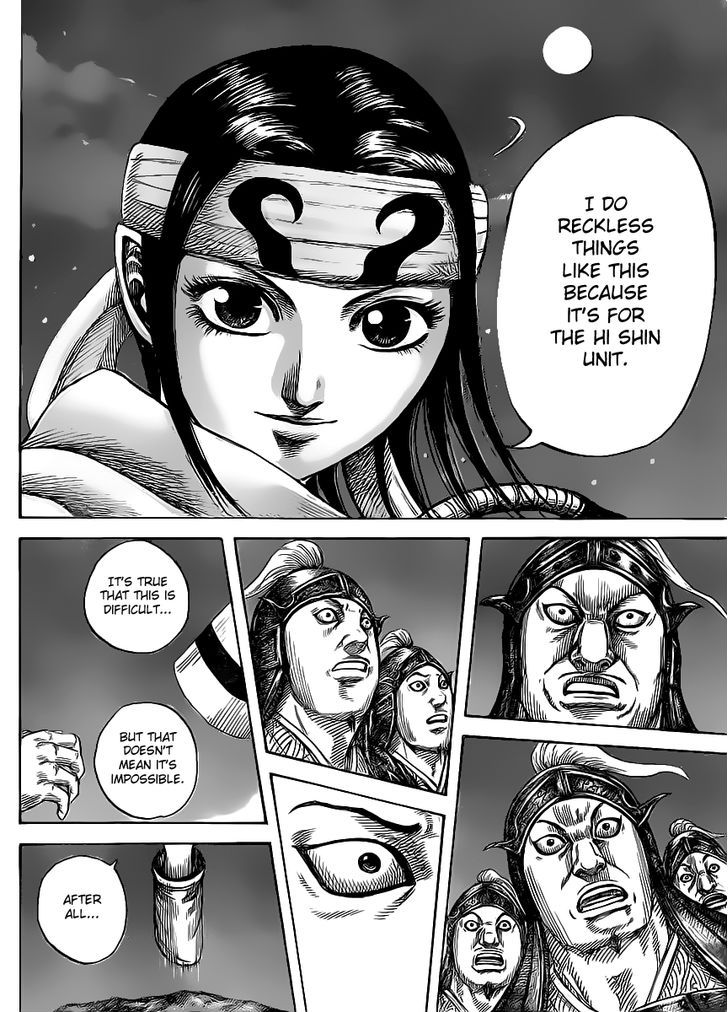 I DO
RECKLESS
THINGS
LIKE THIS
BECAUSE
IT'S FOR
THE HI SHIN
UNIT.
IT'S TRUE
THAT THIS IS
DIFFICULT...
BUT THAT
DOESN'T
MEAN IT'S
IMPOSSIBLE.
AFTER
ALL...